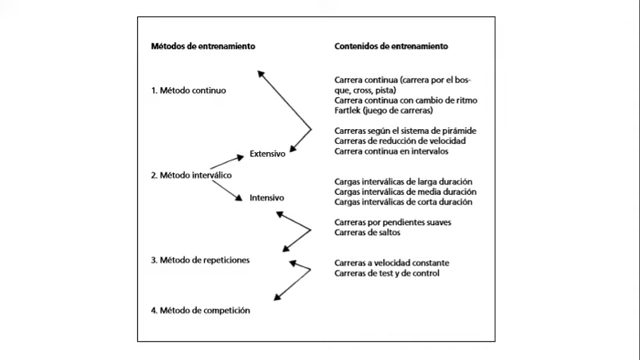 Métodos de entrenamiento
Contenidos de entrenamiento
1. Método continuo
Carrera continua (carrera por el bos-
que, cross, pista)
Carrera continua con cambio de ritmo
Fartlek (juego de carreras)
Carreras según el sistema de pirámide
Carreras de reducción de velocidad
Carrera continua en intervalos
Extensivo
2. Método interválico
Intensivo
Cargas interválicas de larga duración
Cargas interválicas de media duración
Cargas interválicas de corta duración
Carreras por pendientes suaves
Carreras de saltos
3. Método de repeticiones
Carreras a velocidad constante
Carreras de test y de control
4. Método de competición